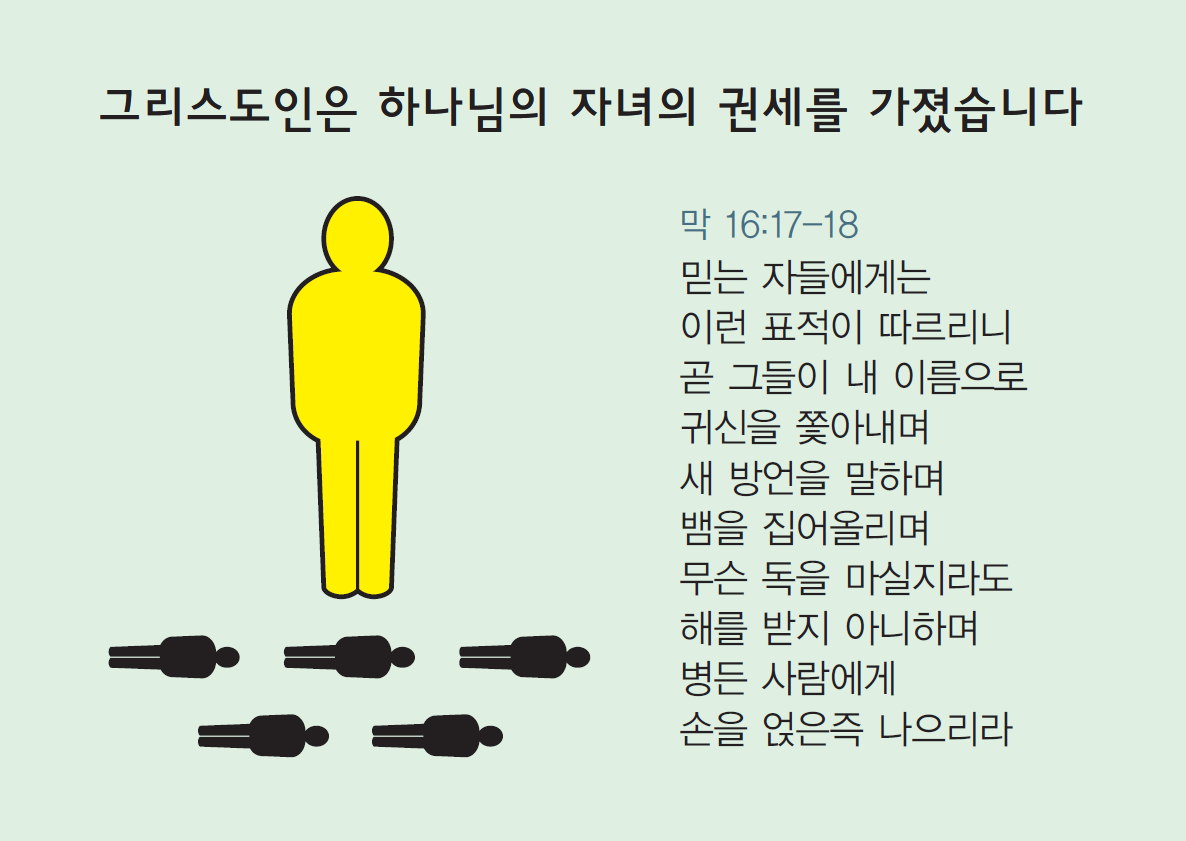 그리스도인은 하나님의 자녀의 권세를 가졌습니다
막 16:17-18
믿는 자들에게는
이런 표적이 따르리니
곧 그들이 내 이름으로
귀신을 쫓아내며
새 방언을 말하며
뱀을 집어올리며
무슨 독을 마실지라도
해를 받지 아니하며
병든 사람에게
손을 얹은즉 나으리라